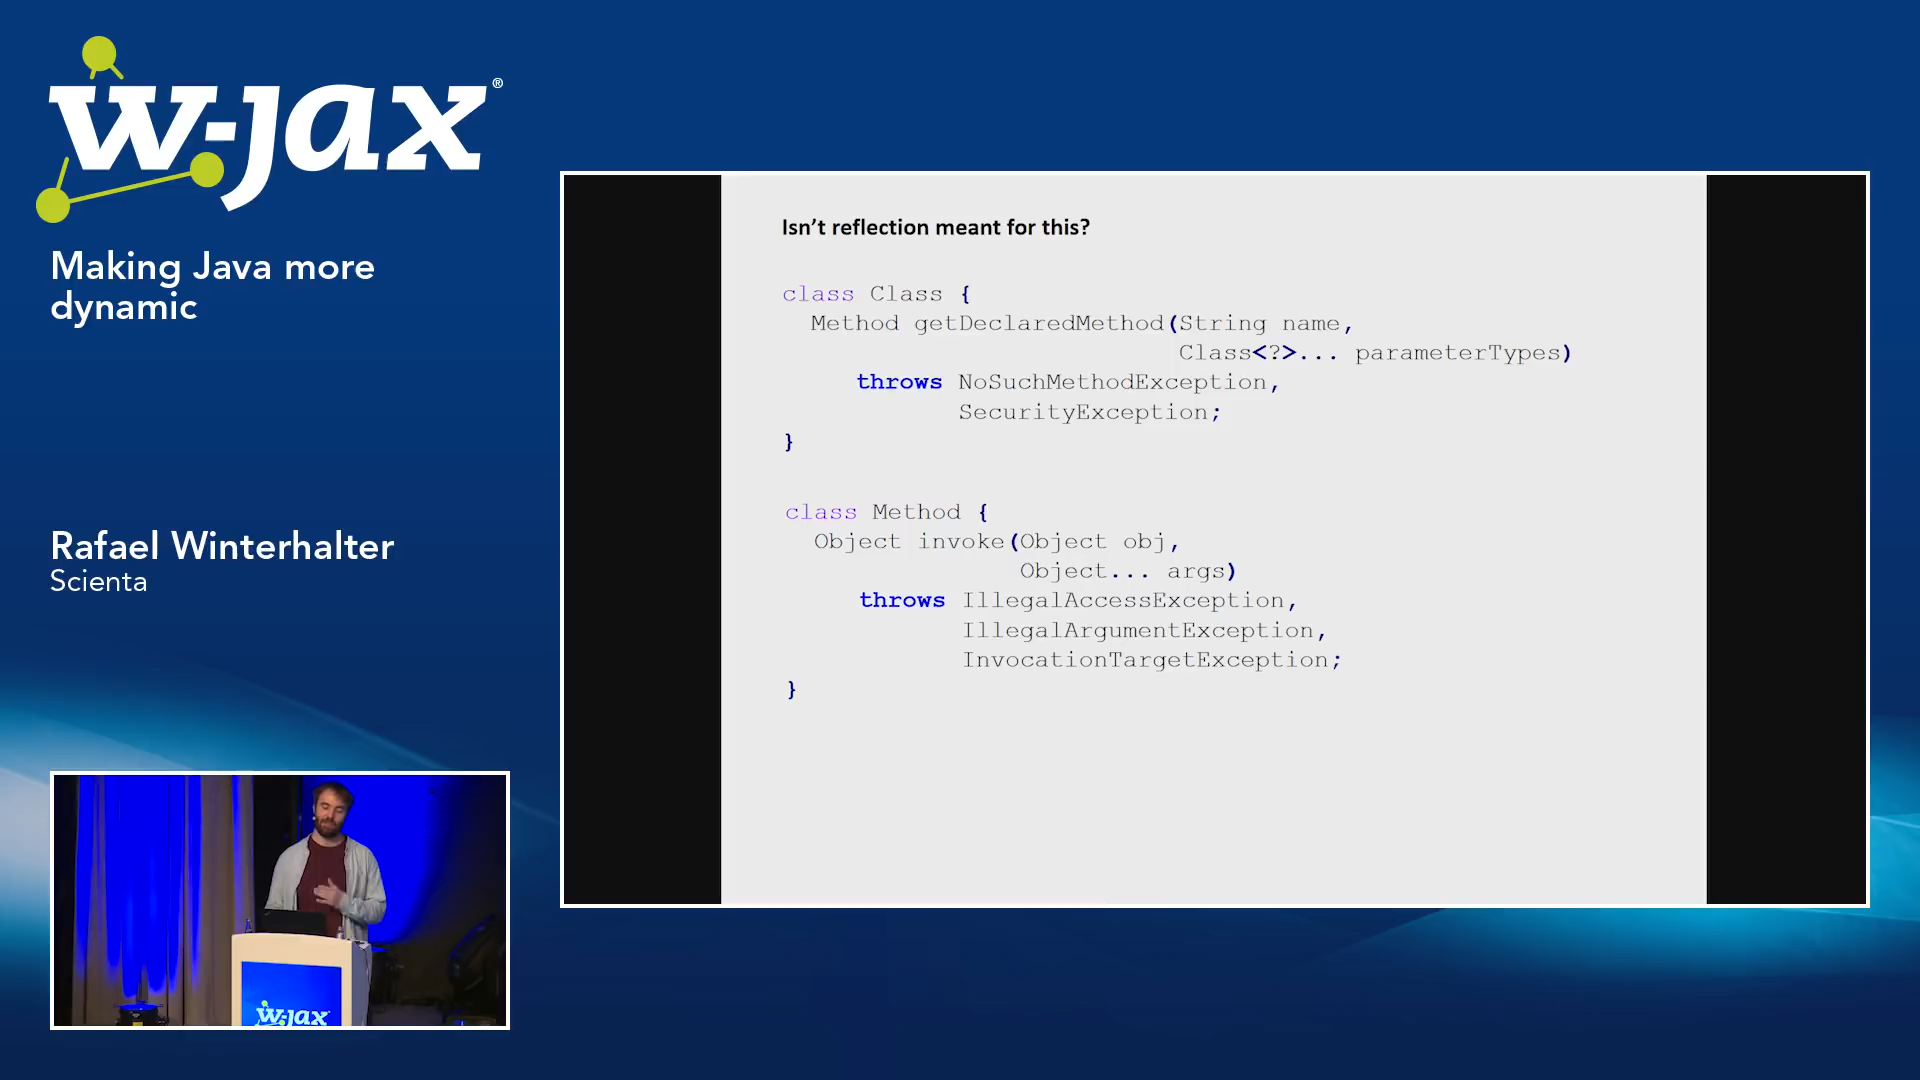 w-jax®
Making Java more
dynamic
Rafael Winterhalter
Scienta
Isn’t reflection meant for this?
class Class {
Method getDeclaredMethod(String name,
Class<?>... parameterTypes)
throws NoSuchMethodException,
SecurityException;
}
class Method {
Object invoke(Object obj,
Object... args)
throws IllegalAccessException,
IllegalArgumentException,
InvocationTargetException;
}
w-jax